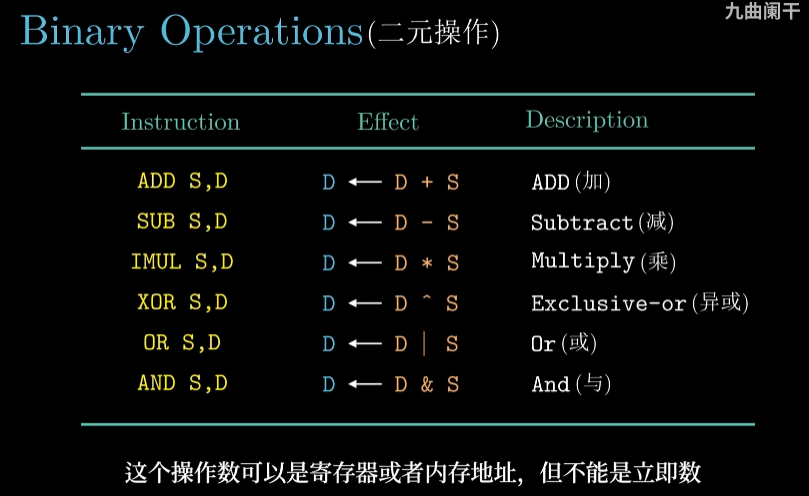 九曲阑干
Binary Operations(二元操作)
Instruction Effect Description
ADD S,D D ← D + S ADD(加)
SUB S,D D ← D - S Subtract(减)
IMUL S,D D ← D * S Multiply(乘)
XOR S,D D ← D ^ S Exclusive-or(异或)
OR S,D D ← D | S Or(或)
AND S,D D ← D & S And(与)
这个操作数可以是寄存器或者内存地址，但不能是立即数